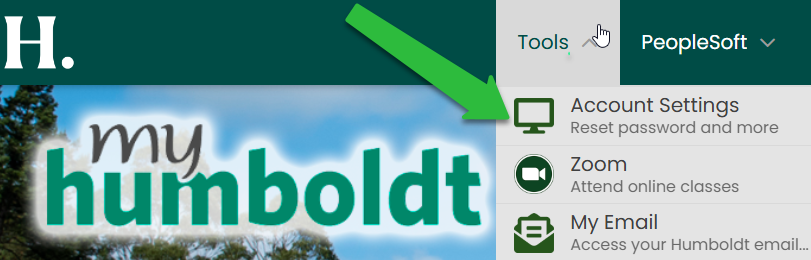 H.
Tools
PeopleSoft
my
humboldt
Account Settings
Reset password and more
Zoom
Attend online classes
My Email
Access your Humboldt email...